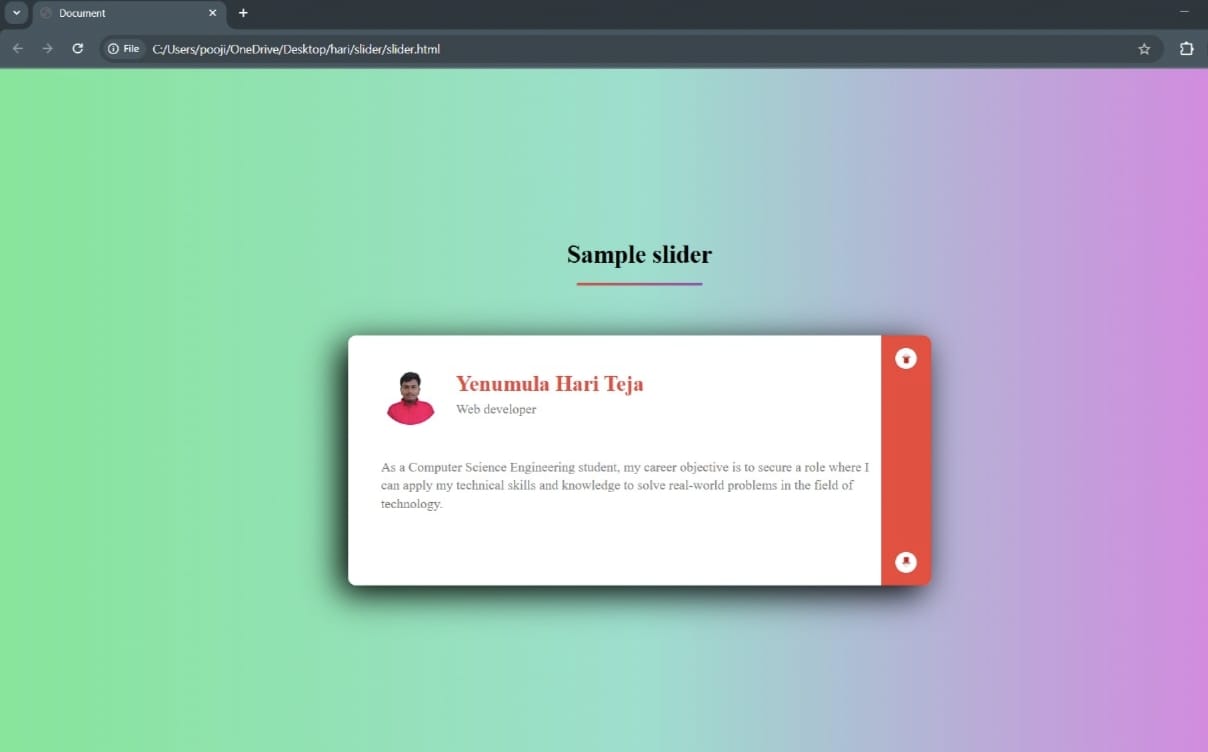 Document
File
C:/Users/pooji/OneDrive/Desktop/hari/slider/slider.html
Sample slider
Yenumula Hari Teja
Web developer
As a Computer Science Engineering student, my career objective is to secure a role where I
can apply my technical skills and knowledge to solve real-world problems in the field of
technology.